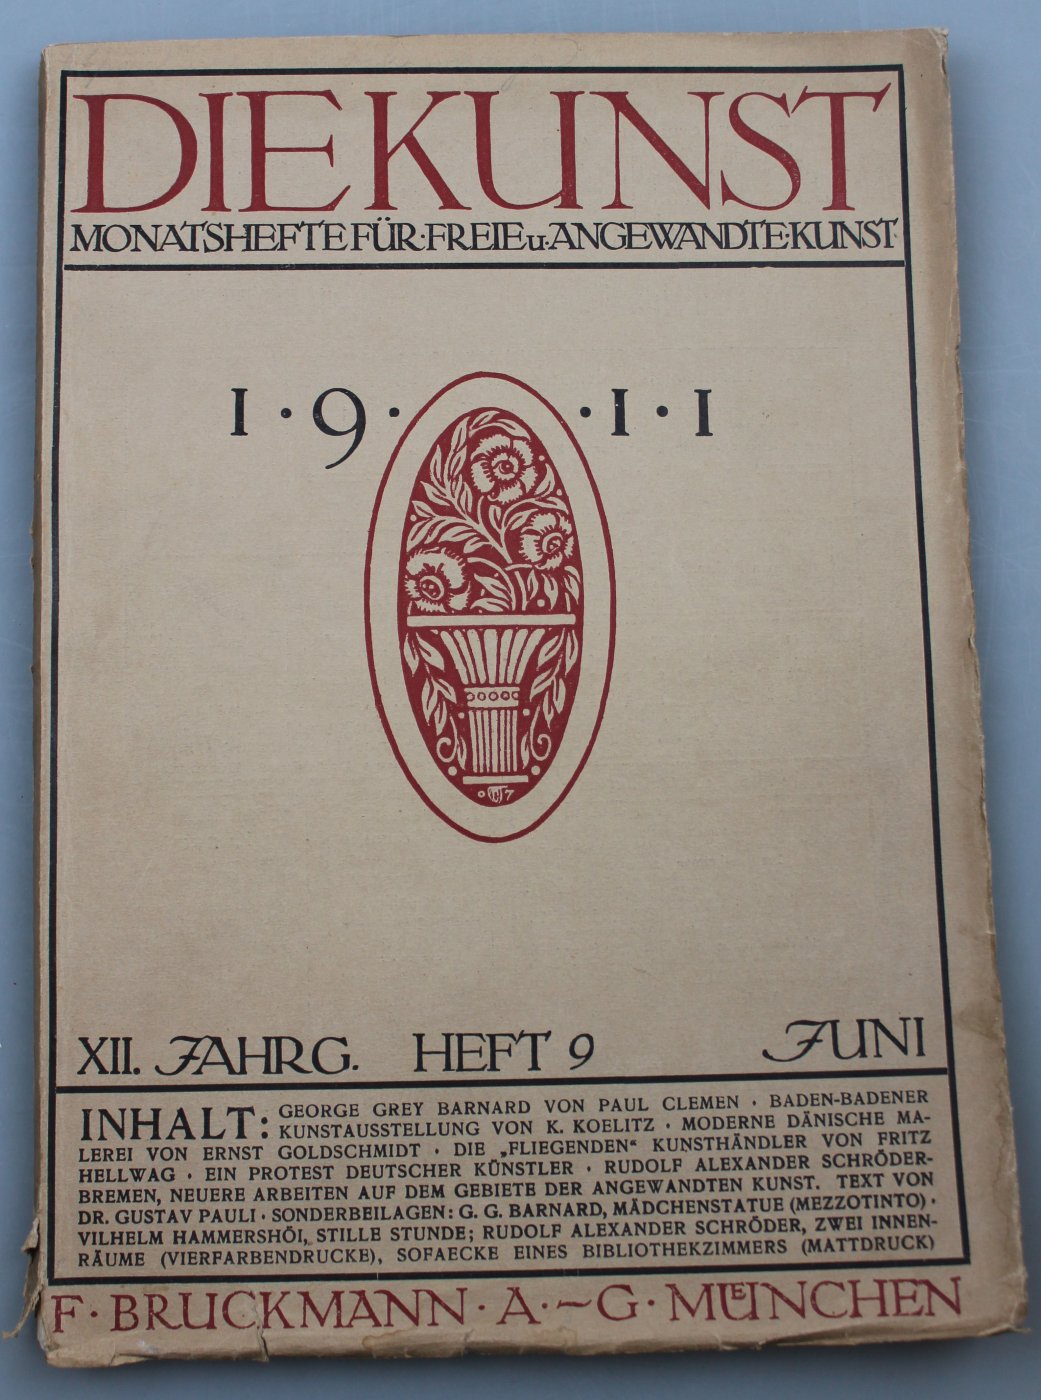 DIE KUNST
MONATSHEFTE FÜR·FREIE u·ANGEWANDTE·KUNST·
1·9· ·1·1
0 7
XII. JAHRG. HEFT 9 JUNI
INHALT: GEORGE GREY BARNARD VON PAUL CLEMEN · BADEN-BADENER
KUNSTAUSSTELLUNG VON K. KOELITZ · MODERNE DÄNISCHE MA-
LEREI VON ERNST GOLDSCHMIDT · DIE „FLIEGENDEN“ KUNSTHÄNDLER VON FRITZ
HELLWAG · EIN PROTEST DEUTSCHER KÜNSTLER · RUDOLF ALEXANDER SCHRÖDER-
BREMEN, NEUERE ARBEITEN AUF DEM GEBIETE DER ANGEWANDTEN KUNST. TEXT VON
DR. GUSTAV PAULI · SONDERBEILAGEN: G. G. BARNARD, MÄDCHENSTATUE (MEZZOTINTO) ·
VILHELM HAMMERSHÖI, STILLE STUNDE; RUDOLF ALEXANDER SCHRÖDER, ZWEI INNEN-
RÄUME (VIERFARBENDRUCKE), SOFAECKE EINES BIBLIOTHEKZIMMERS (MATTDRUCK)
F · BRUCKMANN · A · ~ G · MUENCHEN